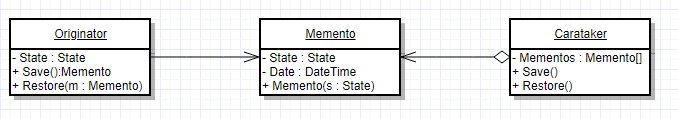 Originator
- State : State
+ Save():Memento
+ Restore(m : Memento)
Memento
- State : State
- Date : DateTime
+ Memento(s : State)
Carataker
- Mementos : Memento[]
+ Save()
+ Restore()